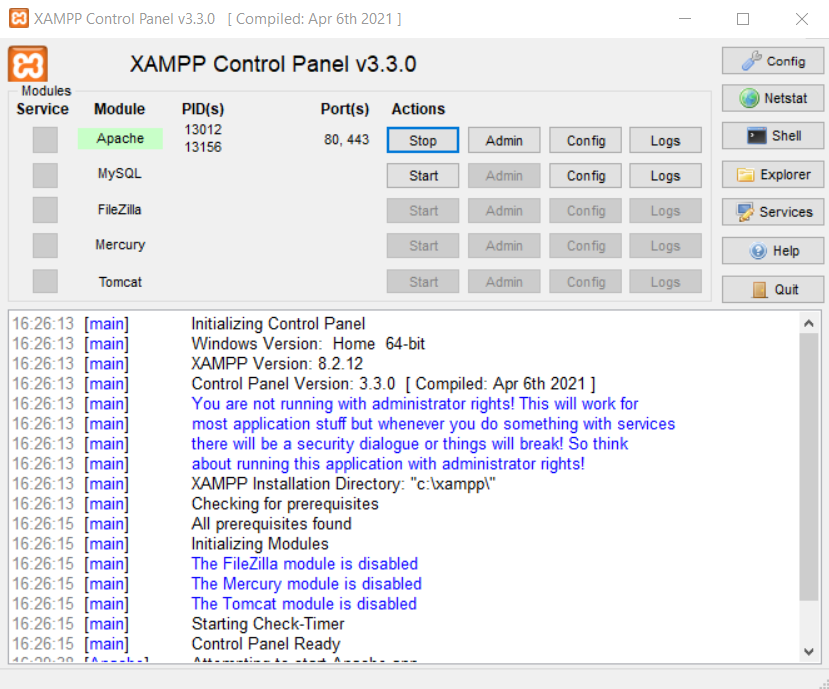 XAMPP Control Panel v3.3.0 [ Compiled: Apr 6th 2021 ]
XAMPP Control Panel v3.3.0
Config
Modules
Service Module PID(s) Port(s) Actions
Netstat
Apache 13012 13156 80, 443 Stop Admin Config Logs
Shell
MySQL Start Admin Config Logs
Explorer
FileZilla Start Admin Config Logs
Services
Mercury Start Admin Config Logs
Help
Tomcat Start Admin Config Logs
Quit
16:26:13 [main] Initializing Control Panel
16:26:13 [main] Windows Version: Home 64-bit
16:26:13 [main] XAMPP Version: 8.2.12
16:26:13 [main] Control Panel Version: 3.3.0 [ Compiled: Apr 6th 2021 ]
16:26:13 [main] You are not running with administrator rights! This will work for
16:26:13 [main] most application stuff but whenever you do something with services
16:26:13 [main] there will be a security dialogue or things will break! So think
16:26:13 [main] about running this application with administrator rights!
16:26:13 [main] XAMPP Installation Directory: "c:\xampp\"
16:26:13 [main] Checking for prerequisites
16:26:15 [main] All prerequisites found
16:26:15 [main] Initializing Modules
16:26:15 [main] The FileZilla module is disabled
16:26:15 [main] The Mercury module is disabled
16:26:15 [main] The Tomcat module is disabled
16:26:15 [main] Starting Check-Timer
16:26:15 [main] Control Panel Ready
[Apache] Attempting to start Apache app